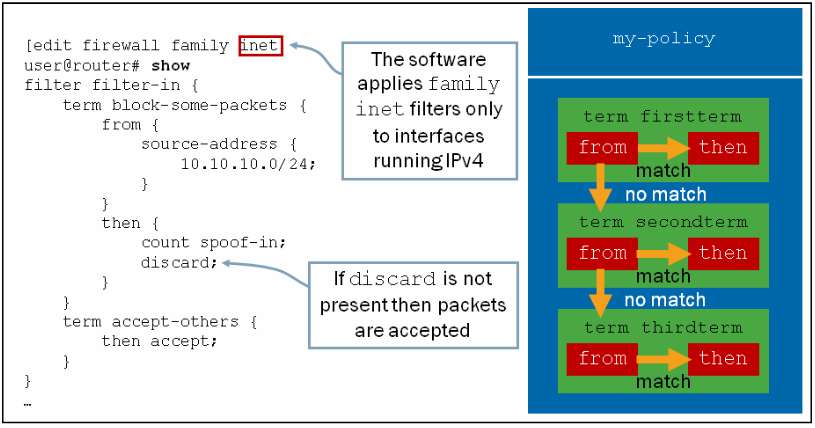 [edit firewall family inet]
user@router# show
filter filter-in {
term block-some-packets {
from {
source-address {
10.10.10.0/24;
}
}
then {
count spoof-in;
discard;
}
}
term accept-others {
then accept;
}
}
…
The software
applies family
inet filters only
to interfaces
running IPv4
If discard is not
present then packets
are accepted
my-policy
term firstterm
from then
match
no match
term secondterm
from then
match
no match
term thirdterm
from then
match